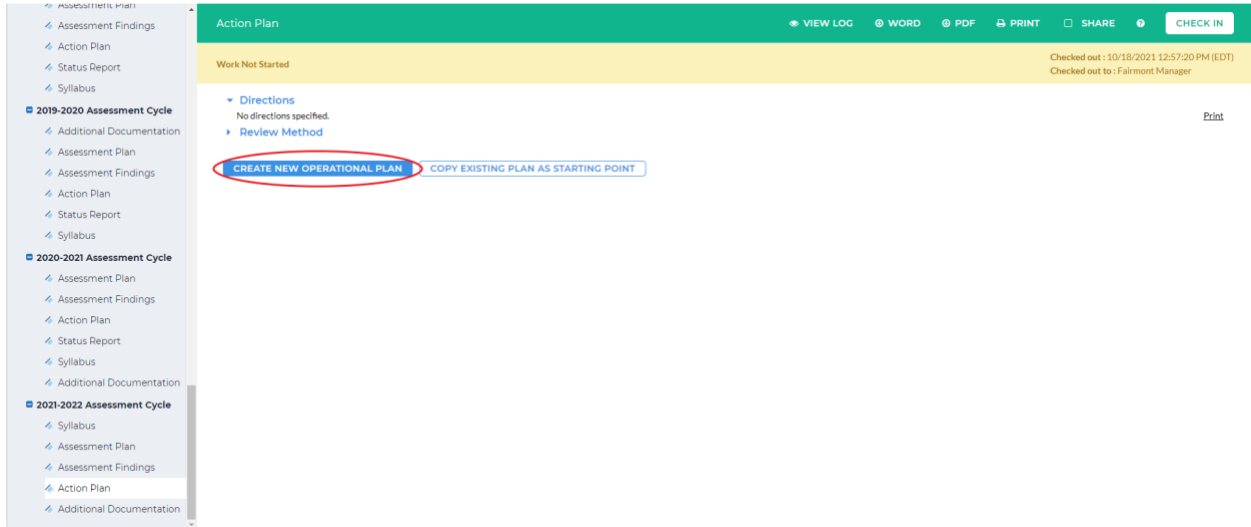 Assessment Plan
Assessment Findings
Action Plan
Status Report
Syllabus
2019-2020 Assessment Cycle
Additional Documentation
Assessment Plan
Assessment Findings
Action Plan
Status Report
Syllabus
2020-2021 Assessment Cycle
Assessment Plan
Assessment Findings
Action Plan
Status Report
Syllabus
Additional Documentation
2021-2022 Assessment Cycle
Syllabus
Assessment Plan
Assessment Findings
Action Plan
Additional Documentation
Action Plan
VIEW LOG WORD PDF PRINT SHARE ? CHECK IN
Work Not Started
Checked out : 10/18/2021 12:57:20 PM (EDT)
Checked out to : Fairmont Manager
Directions
No directions specified.
Print
Review Method
CREATE NEW OPERATIONAL PLAN COPY EXISTING PLAN AS STARTING POINT